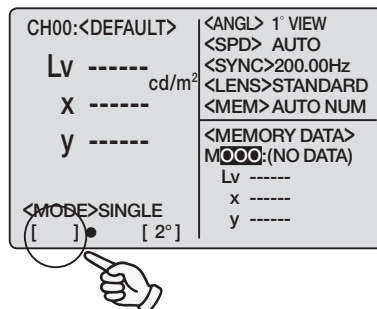 CH00:<DEFAULT>
Lv ------
cd/m²
x ------
y ------
<MODE>SINGLE
[ ]● [ 2°]
<ANGL> 1° VIEW
<SPD> AUTO
<SYNC>200.00Hz
<LENS>STANDARD
<MEM> AUTO NUM
<MEMORY DATA>
MOOO:(NO DATA)
Lv ------
x ------
y ------